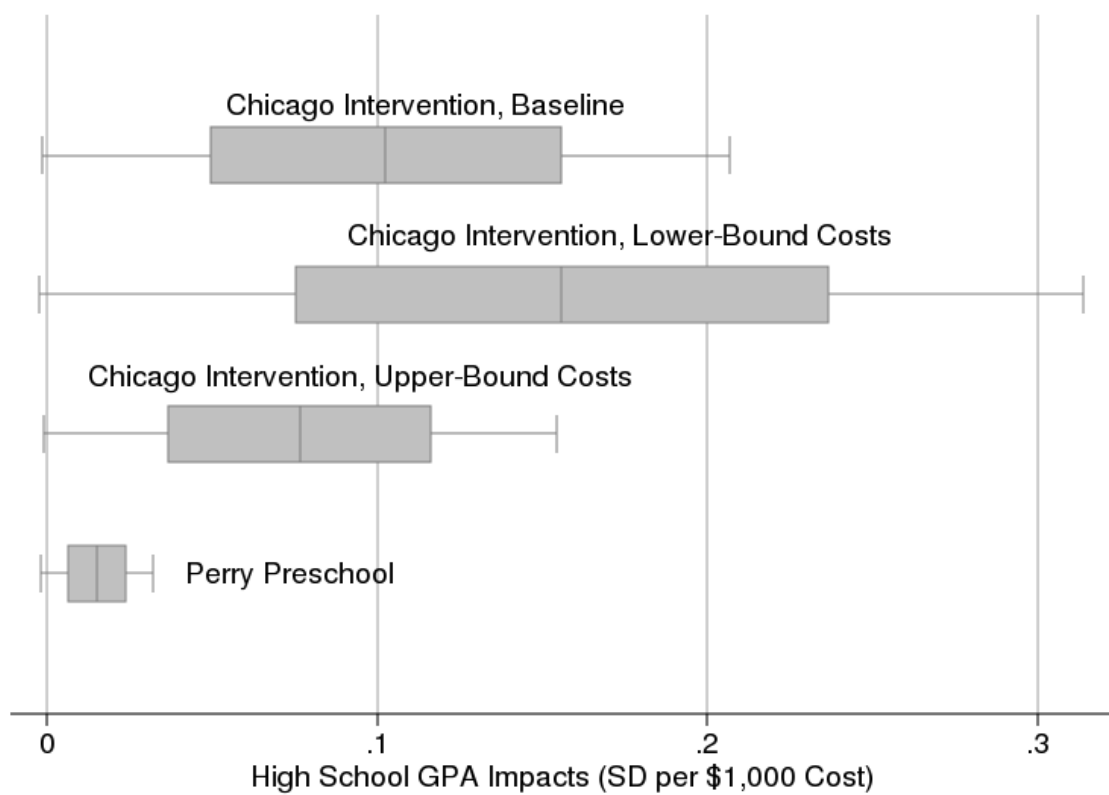 Chicago Intervention, Baseline
Chicago Intervention, Lower-Bound Costs
Chicago Intervention, Upper-Bound Costs
Perry Preschool
0 .1 .2 .3
High School GPA Impacts (SD per $1,000 Cost)